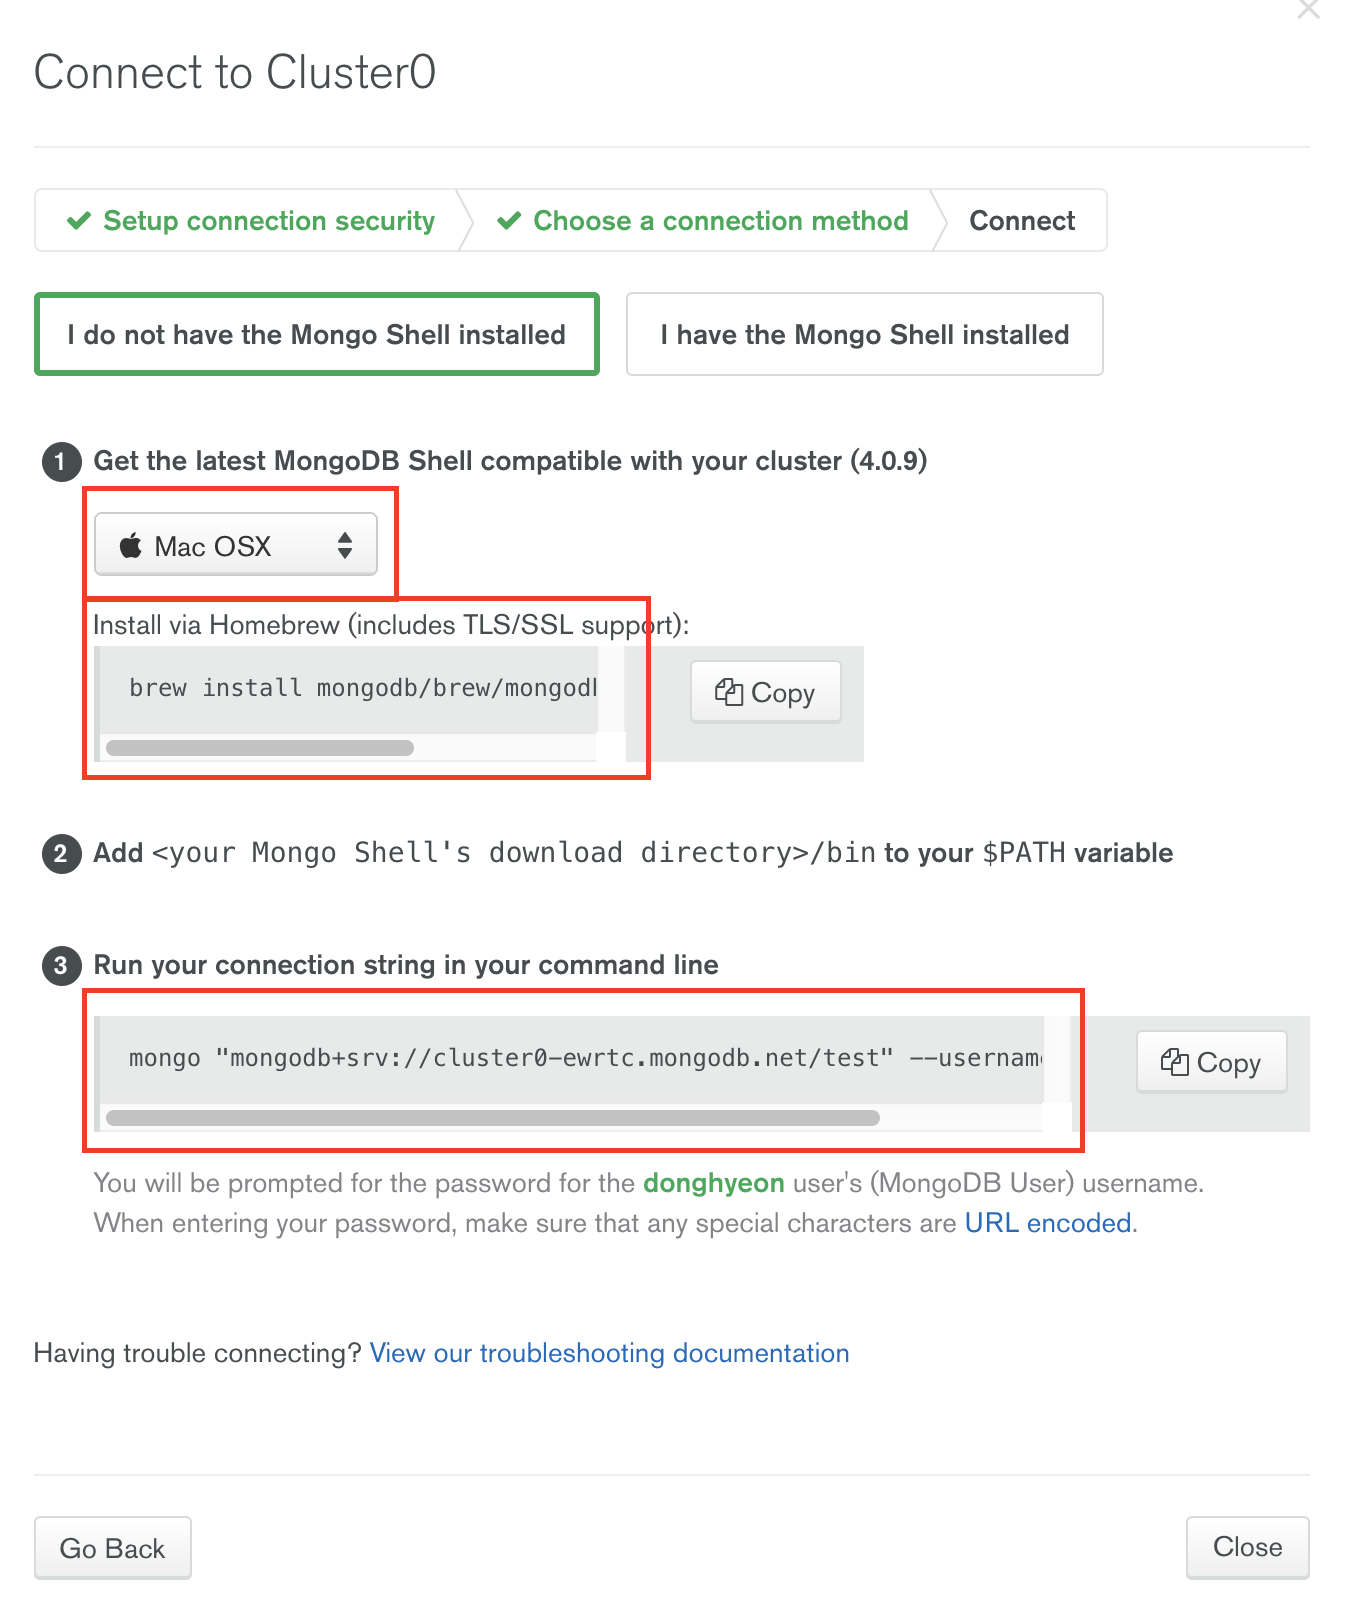 Connect to Cluster0
Setup connection security
Choose a connection method
Connect
I do not have the Mongo Shell installed
I have the Mongo Shell installed
1 Get the latest MongoDB Shell compatible with your cluster (4.0.9)
Mac OSX
Install via Homebrew (includes TLS/SSL support):
brew install mongodb/brew/mongodb
Copy
2 Add <your Mongo Shell's download directory>/bin to your $PATH variable
3 Run your connection string in your command line
mongo "mongodb+srv://cluster0-ewrtc.mongodb.net/test" --username
Copy
You will be prompted for the password for the donghyeon user's (MongoDB User) username.
When entering your password, make sure that any special characters are URL encoded.
Having trouble connecting? View our troubleshooting documentation
Go Back
Close